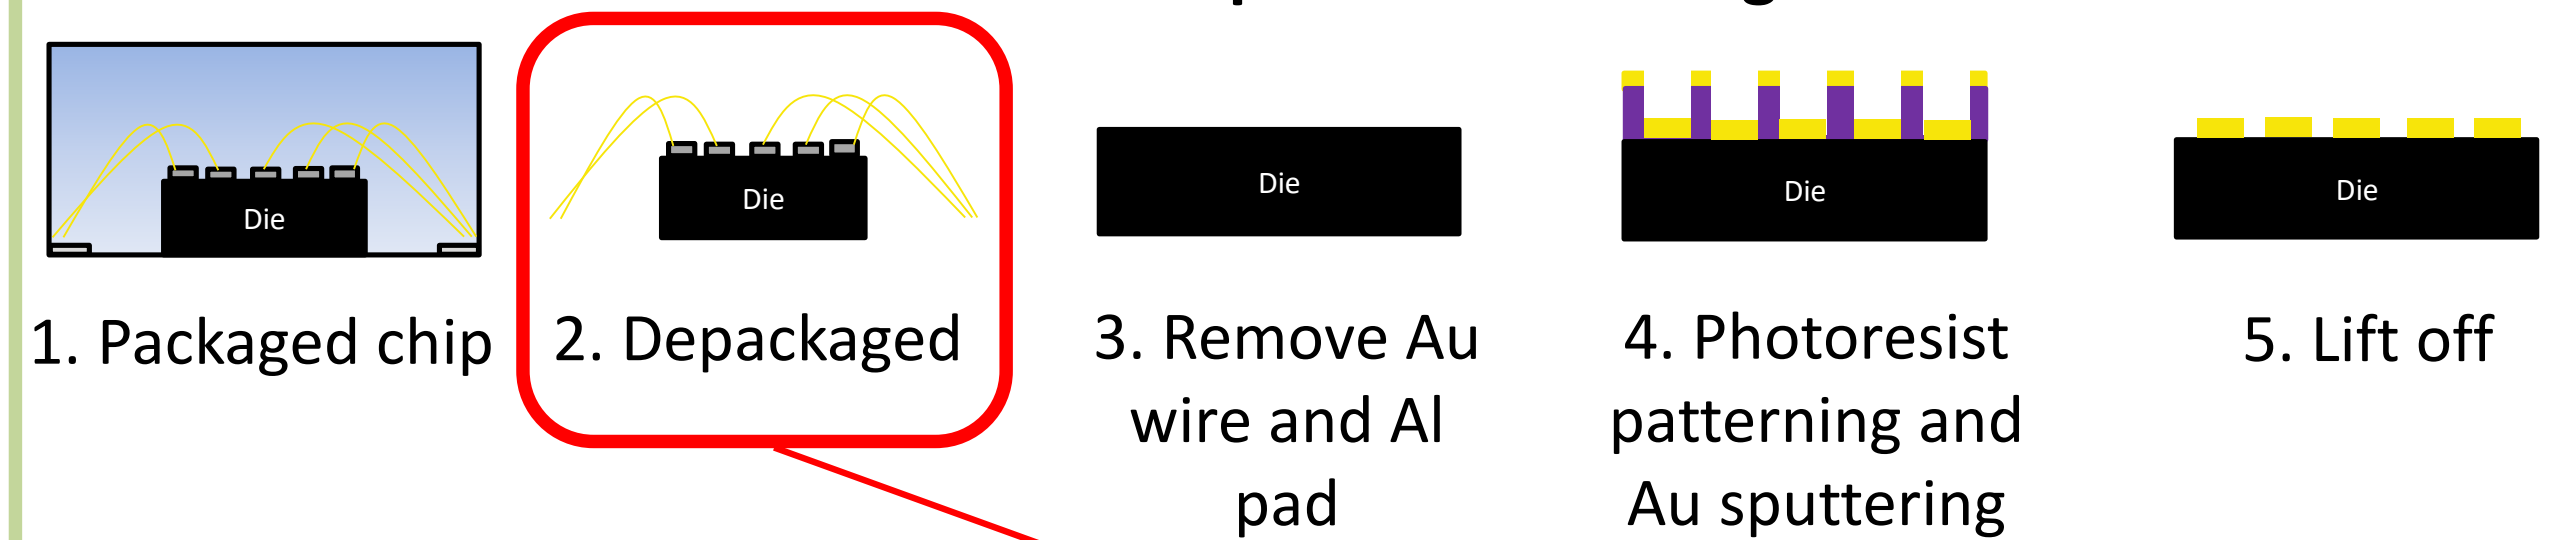 Die
Die
Die
Die
Die
1. Packaged chip
2. Depackaged
3. Remove Au
wire and Al
pad
4. Photoresist
patterning and
Au sputtering
5. Lift off